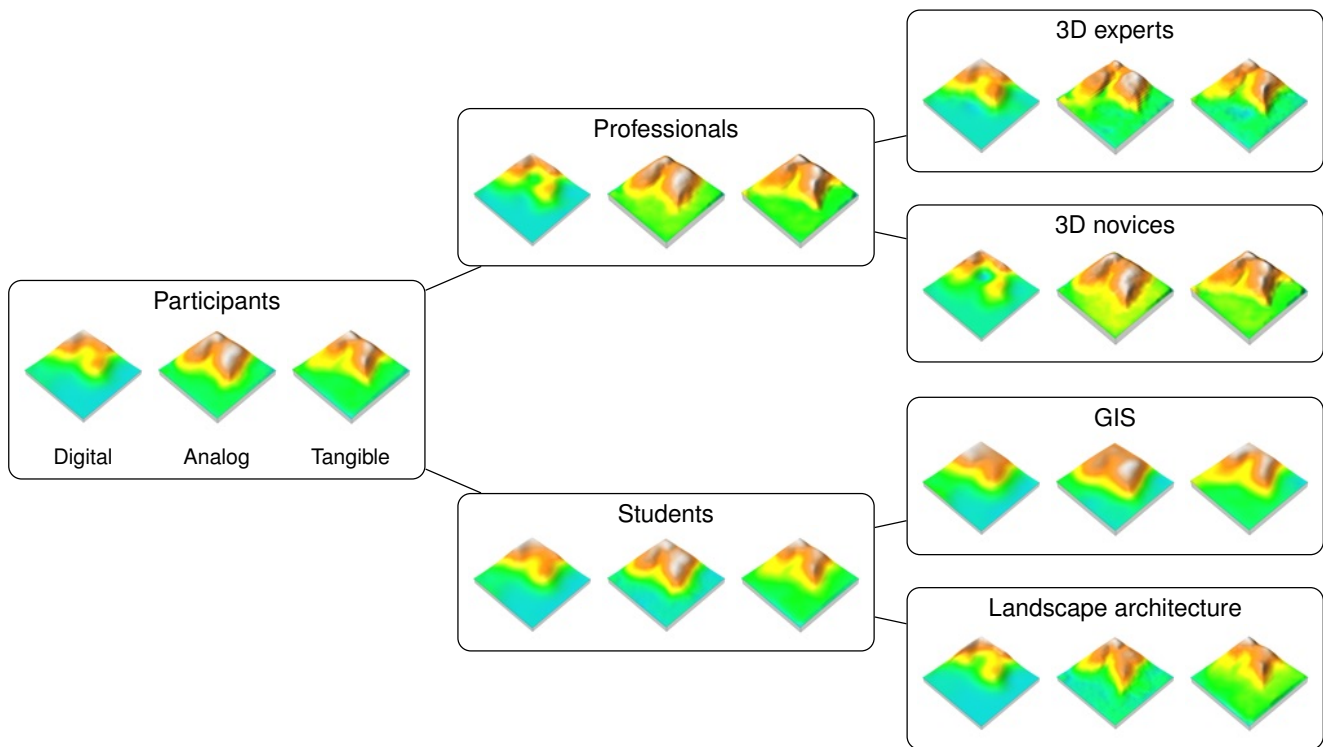 3D experts
Professionals
3D novices
Participants
Digital Analog Tangible
GIS
Students
Landscape architecture